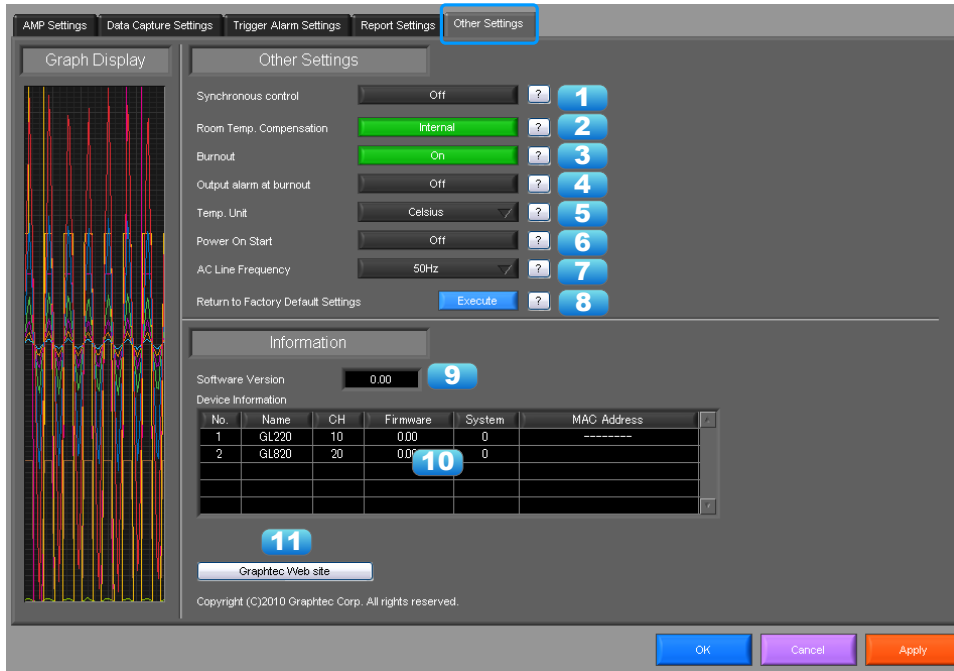 AMP Settings Data Capture Settings Trigger Alarm Settings Report Settings Other Settings
Graph Display
Other Settings
Synchronous control Off ? 1
Room Temp. Compensation Internal ? 2
Burnout On ? 3
Output alarm at burnout Off ? 4
Temp. Unit Celsius ? 5
Power On Start Off ? 6
AC Line Frequency 50Hz ? 7
Return to Factory Default Settings Execute ? 8
Information
Software Version 0.00 9
Device Information
No. Name CH Firmware System MAC Address
1 GL220 10 0.00 0 --------
2 GL820 20 0
10
11
Graphtec Web site
Copyright (C)2010 Graphtec Corp. All rights reserved.
OK Cancel Apply